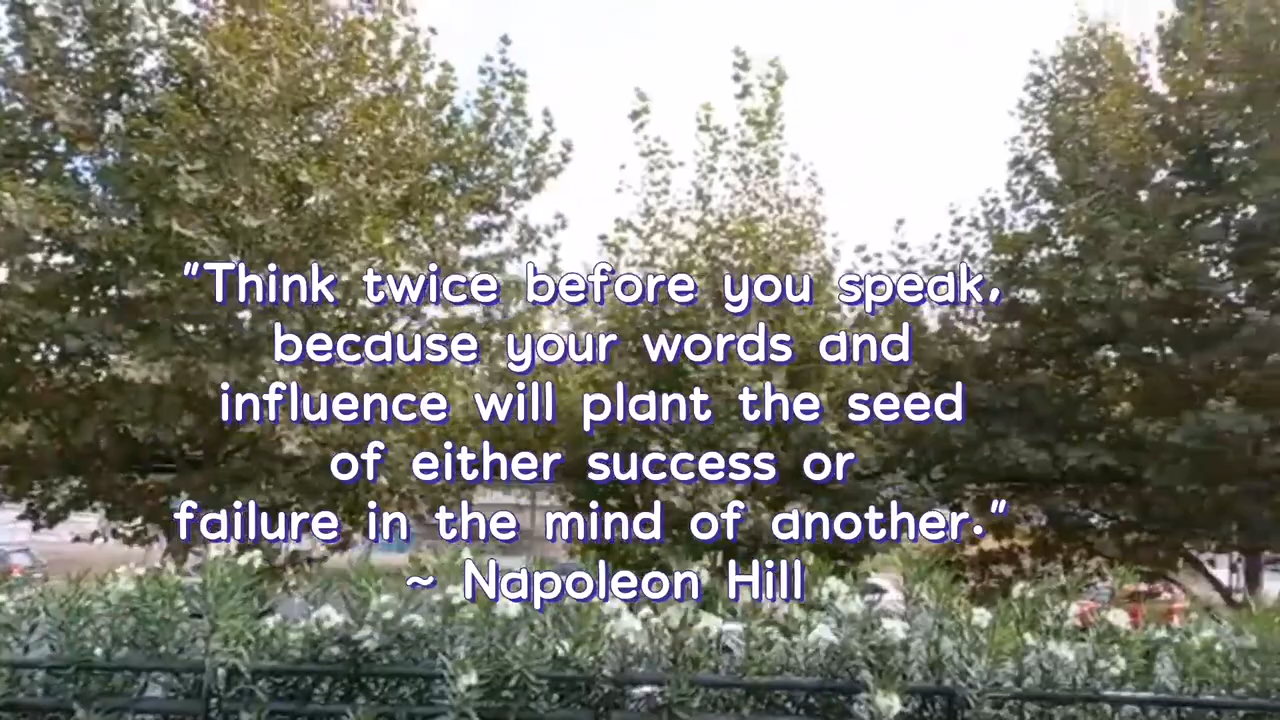 "Think twice before you speak,
because your words and
influence will plant the seed
of either success or
failure in the mind of another."
~ Napoleon Hill